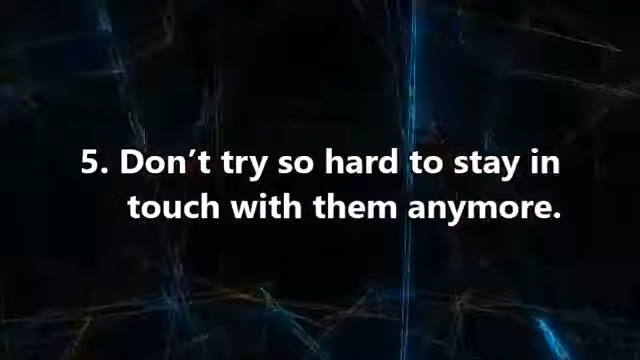 5. Don’t try so hard to stay in
touch with them anymore.